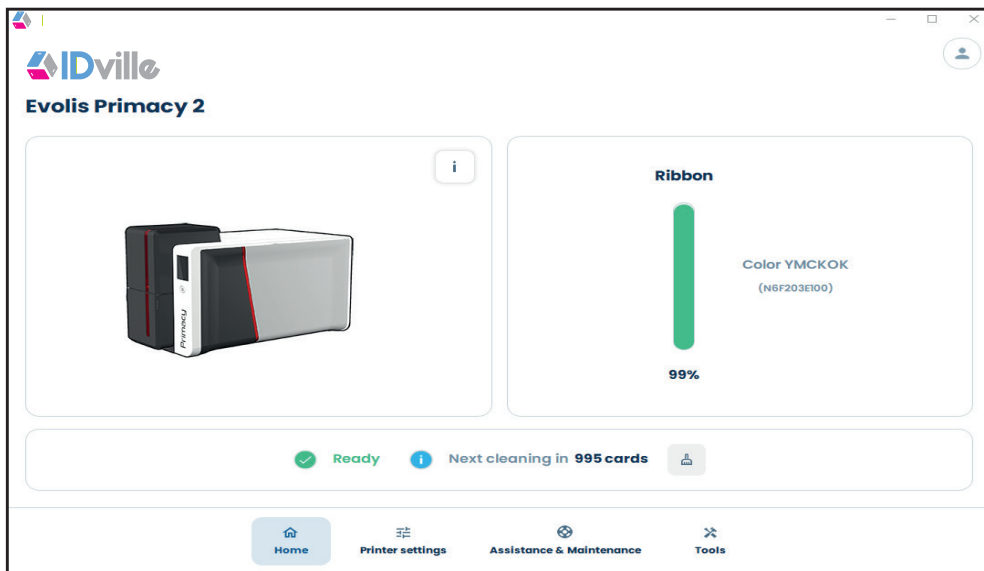 IDville
Evolis Primacy 2
i
Primacy
Ribbon
Color YMCKOK
(N6F203E100)
99%
Ready
i
Next cleaning in 995 cards
Home
Printer settings
Assistance & Maintenance
Tools